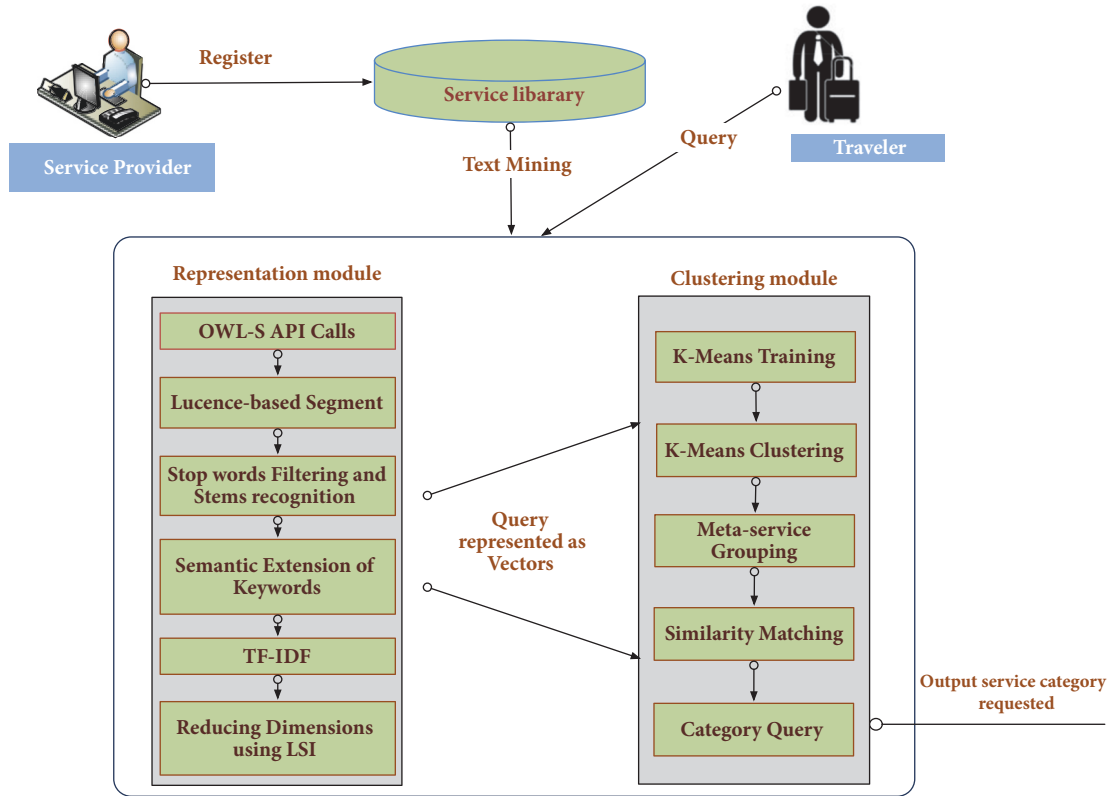 Register
Service libarary
Service Provider
Text Mining
Query
Traveler
Representation module
OWL-S API Calls
Lucence-based Segment
Stop words Filtering and
Stems recognition
Semantic Extension of
Keywords
TF-IDF
Reducing Dimensions
using LSI
Query
represented as
Vectors
Clustering module
K-Means Training
K-Means Clustering
Meta-service
Grouping
Similarity Matching
Category Query
Output service category
requested